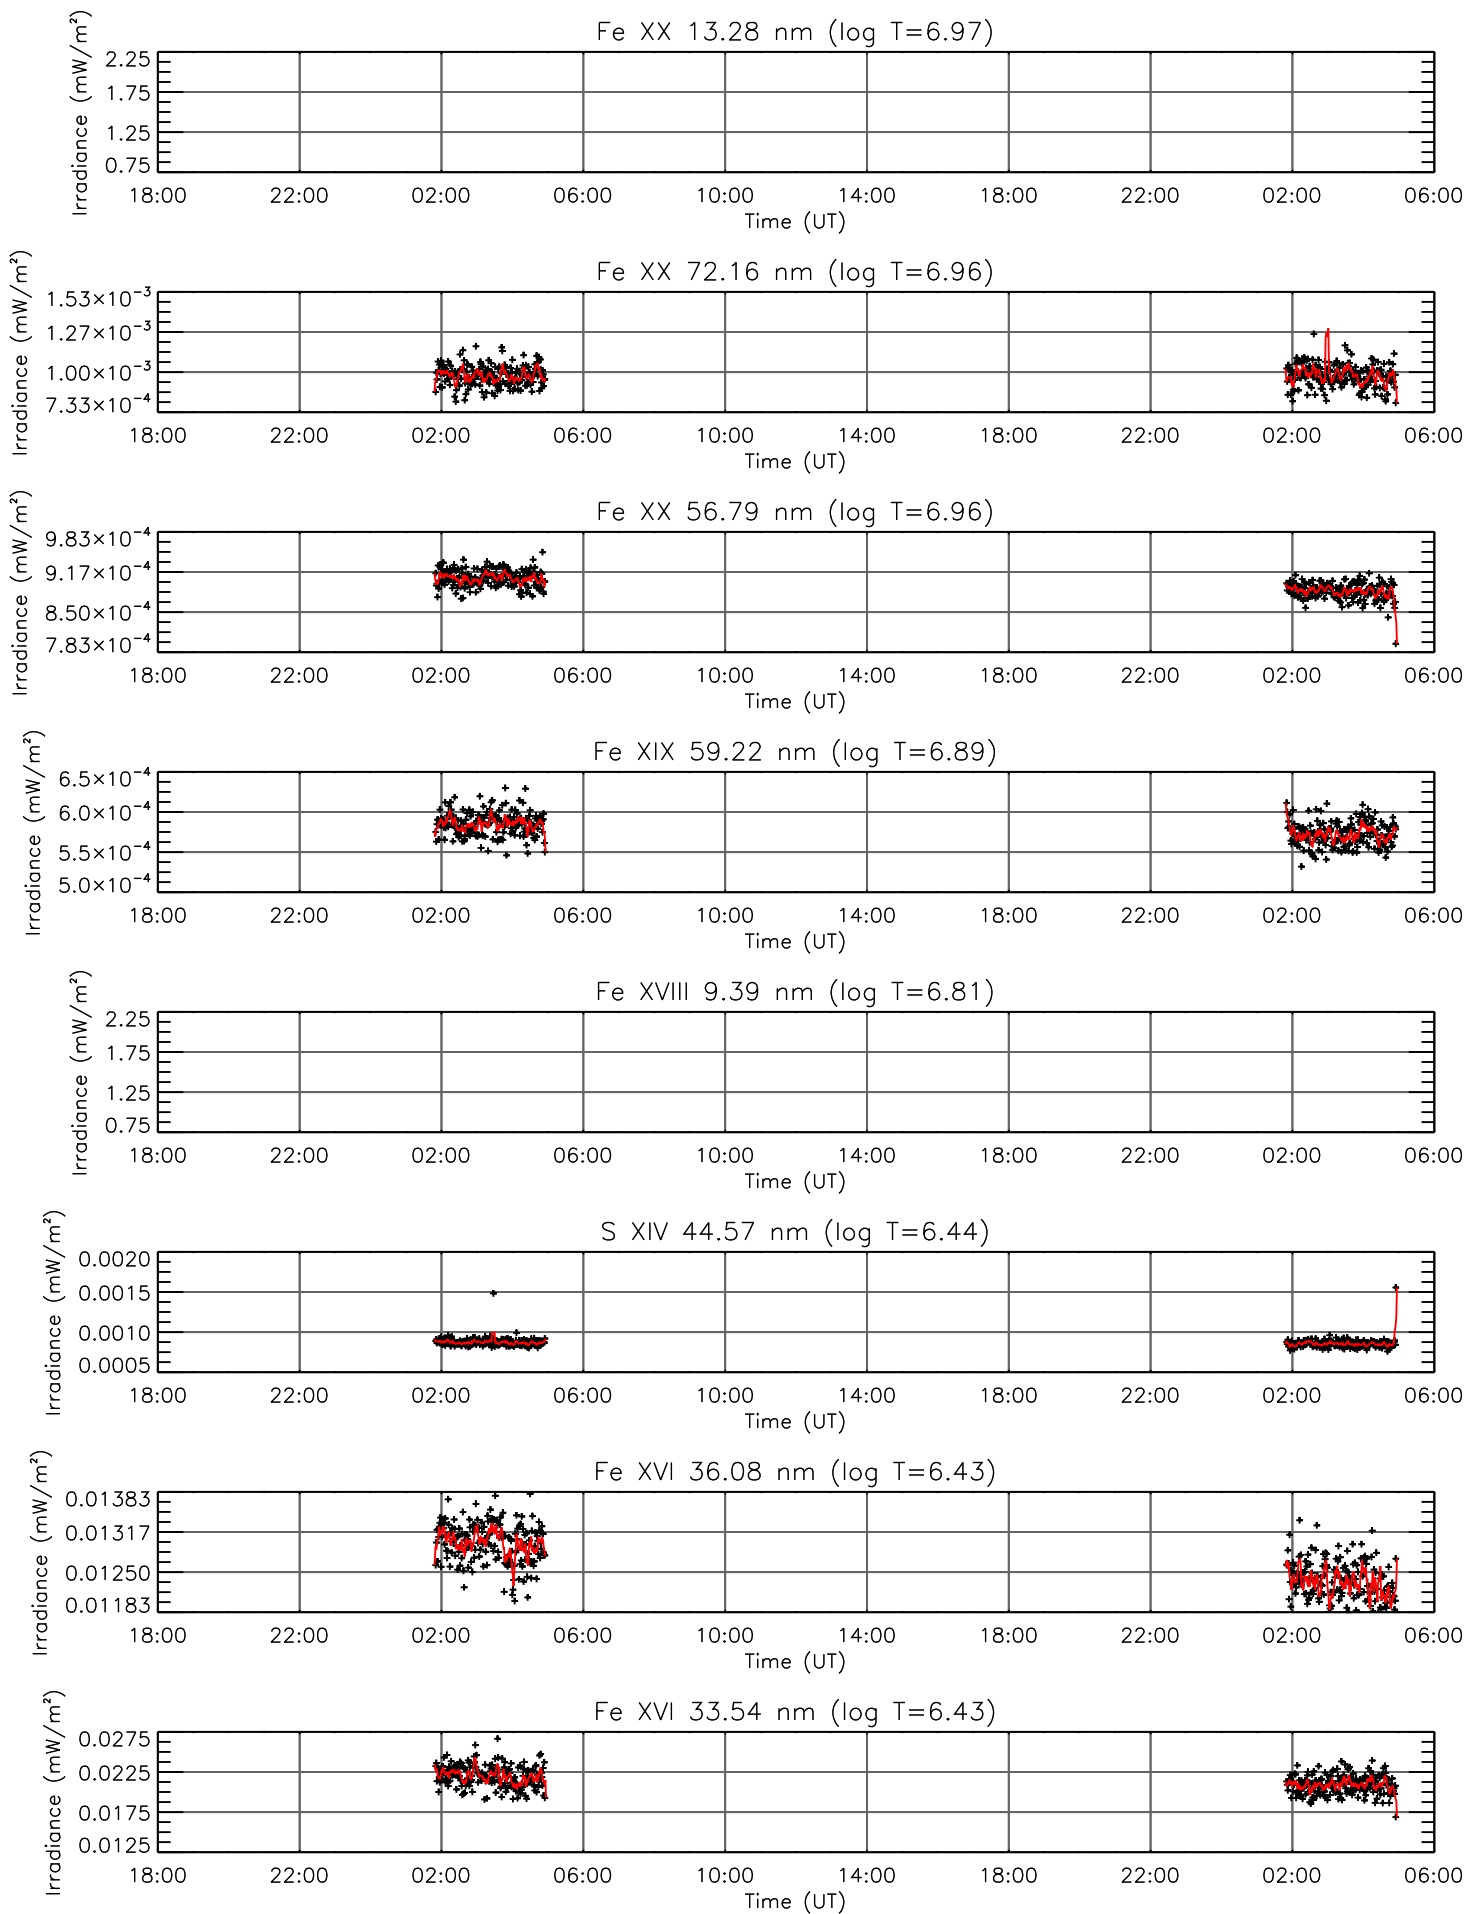 Fe XX 13.28 nm (log T=6.97)
Irradiance (mW/m²)
2.25
1.75
1.25
0.75
18:00 22:00 02:00 06:00 10:00 14:00 18:00 22:00 02:00 06:00
Time (UT)
Fe XX 72.16 nm (log T=6.96)
Irradiance (mW/m²)
1.53×10⁻³
1.27×10⁻³
1.00×10⁻³
7.33×10⁻⁴
18:00 22:00 02:00 06:00 10:00 14:00 18:00 22:00 02:00 06:00
Time (UT)
Fe XX 56.79 nm (log T=6.96)
Irradiance (mW/m²)
9.83×10⁻⁴
9.17×10⁻⁴
8.50×10⁻⁴
7.83×10⁻⁴
18:00 22:00 02:00 06:00 10:00 14:00 18:00 22:00 02:00 06:00
Time (UT)
Fe XIX 59.22 nm (log T=6.89)
Irradiance (mW/m²)
6.5×10⁻⁴
6.0×10⁻⁴
5.5×10⁻⁴
5.0×10⁻⁴
18:00 22:00 02:00 06:00 10:00 14:00 18:00 22:00 02:00 06:00
Time (UT)
Fe XVIII 9.39 nm (log T=6.81)
Irradiance (mW/m²)
2.25
1.75
1.25
0.75
18:00 22:00 02:00 06:00 10:00 14:00 18:00 22:00 02:00 06:00
Time (UT)
S XIV 44.57 nm (log T=6.44)
Irradiance (mW/m²)
0.0020
0.0015
0.0010
0.0005
18:00 22:00 02:00 06:00 10:00 14:00 18:00 22:00 02:00 06:00
Time (UT)
Fe XVI 36.08 nm (log T=6.43)
Irradiance (mW/m²)
0.01383
0.01317
0.01250
0.01183
18:00 22:00 02:00 06:00 10:00 14:00 18:00 22:00 02:00 06:00
Time (UT)
Fe XVI 33.54 nm (log T=6.43)
Irradiance (mW/m²)
0.0275
0.0225
0.0175
0.0125
18:00 22:00 02:00 06:00 10:00 14:00 18:00 22:00 02:00 06:00
Time (UT)